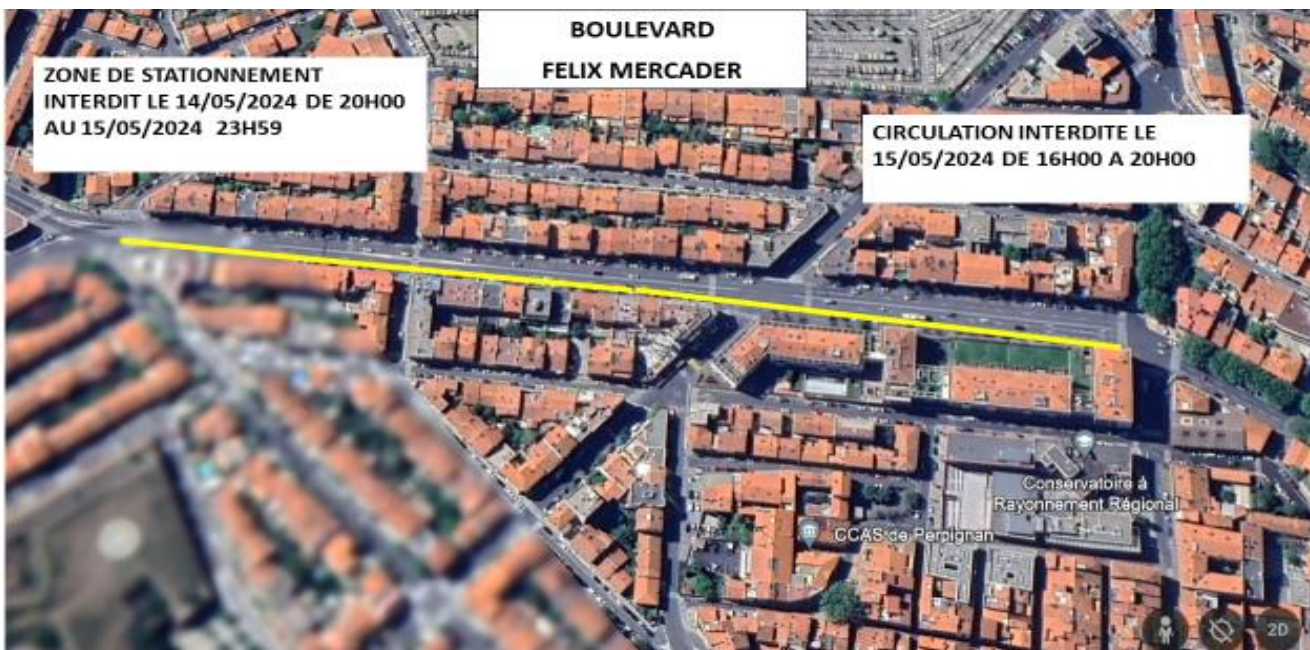 BOULEVARD
FELIX MERCADER
ZONE DE STATIONNEMENT
INTERDIT LE 14/05/2024 DE 20H00
AU 15/05/2024 23H59
CIRCULATION INTERDITE LE
15/05/2024 DE 16H00 A 20H00
Conservatoire à
Rayonnement Régional
CCAS de Perpignan
2D